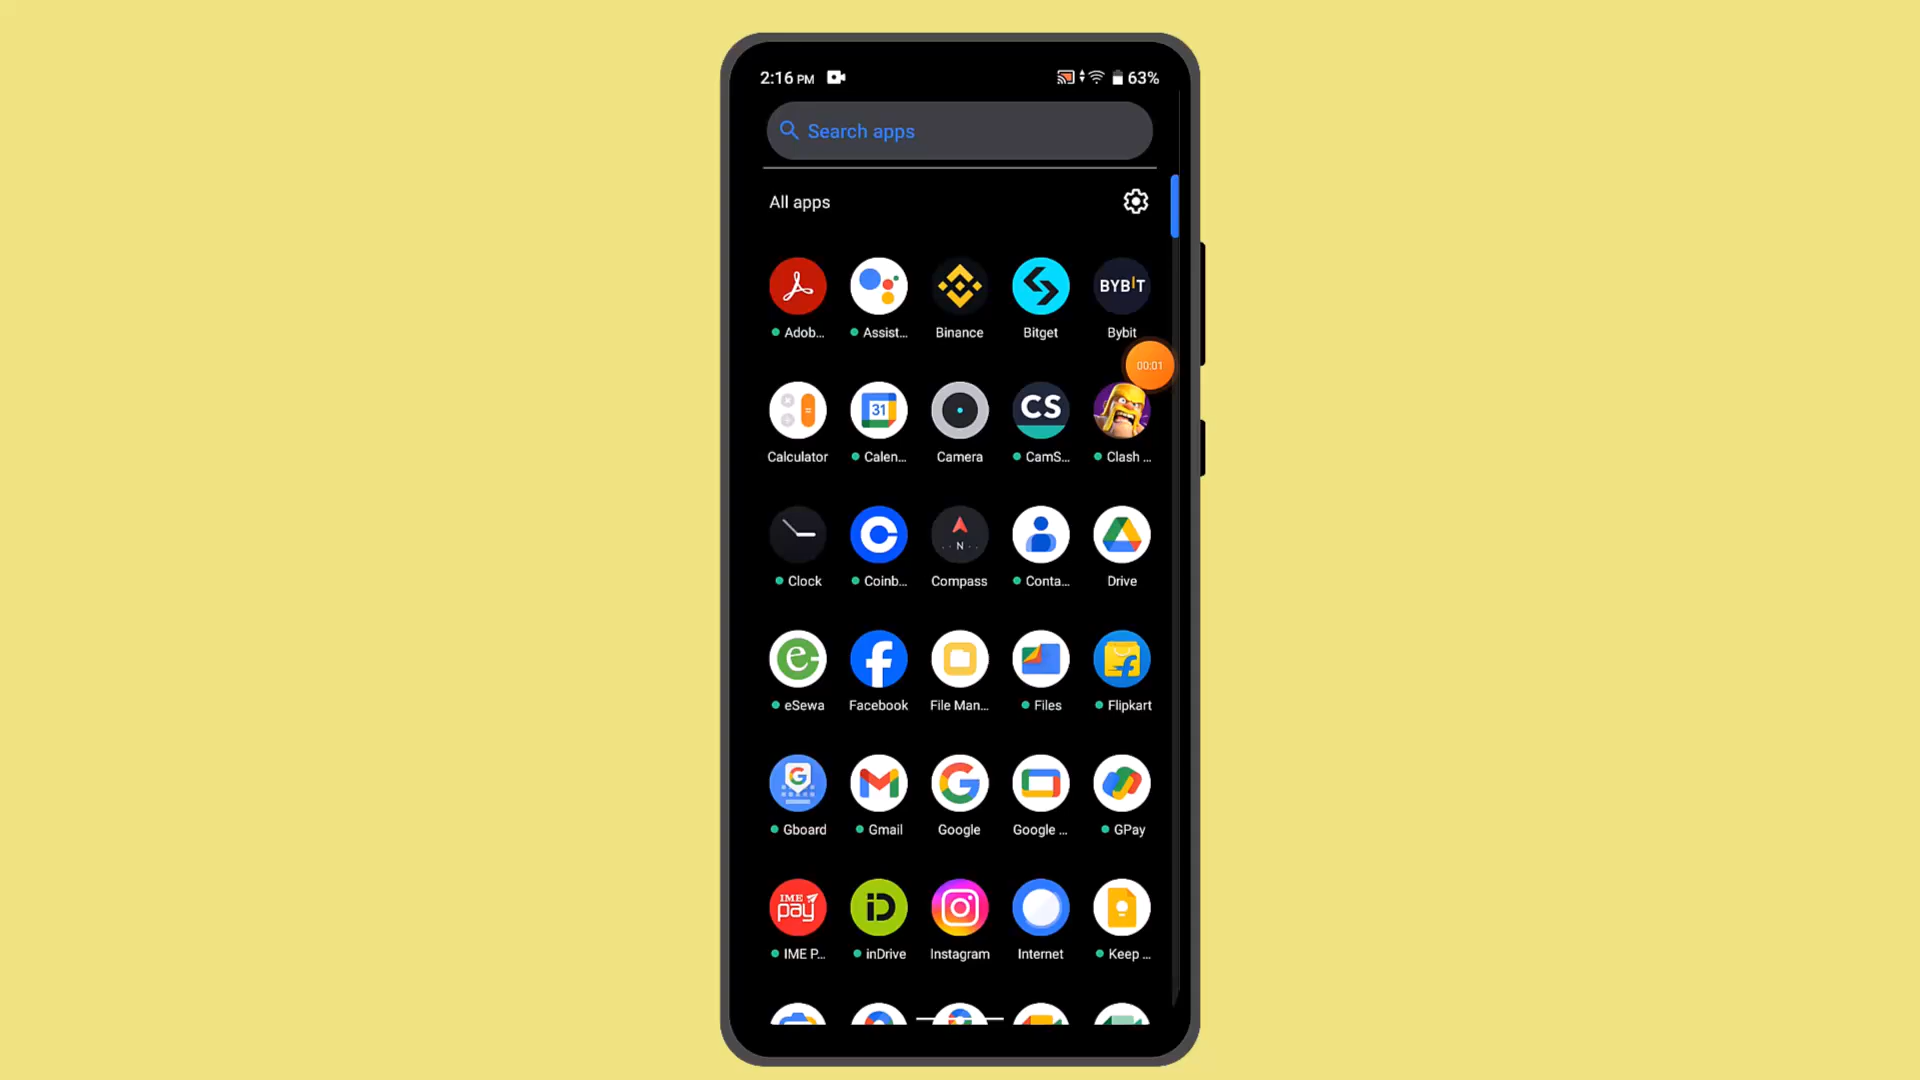 2:16 PM 63%
Search apps
All apps
BYBIT
Adob... Assist... Binance Bitget Bybit
00:01
31 CS
Calculator Calen... Camera CamS... Clash ...
N
Clock Coinb... Compass Conta... Drive
eSewa Facebook File Man... Files Flipkart
Gboard Gmail Google Google ... GPay
IME pay iD
IME P... inDrive Instagram Internet Keep ...